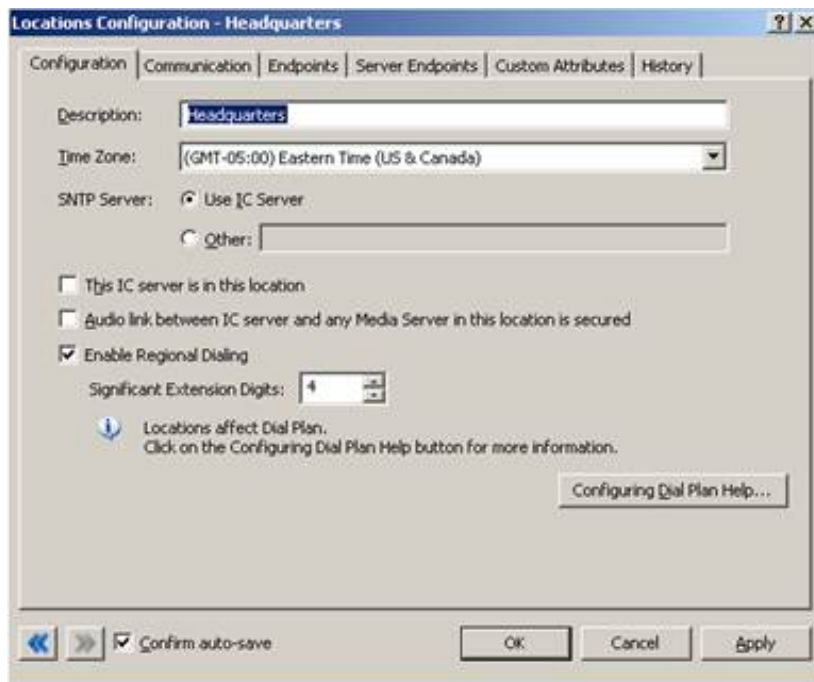 Locations Configuration - Headquarters
Configuration Communication Endpoints Server Endpoints Custom Attributes History
Description: Headquarters
Time Zone: (GMT-05:00) Eastern Time (US & Canada)
SNTP Server: Use IC Server
Other:
This IC server is in this location
Audio link between IC server and any Media Server in this location is secured
Enable Regional Dialing
Significant Extension Digits: 4
Locations affect Dial Plan.
Click on the Configuring Dial Plan Help button for more information.
Configuring Dial Plan Help...
Confirm auto-save OK Cancel Apply